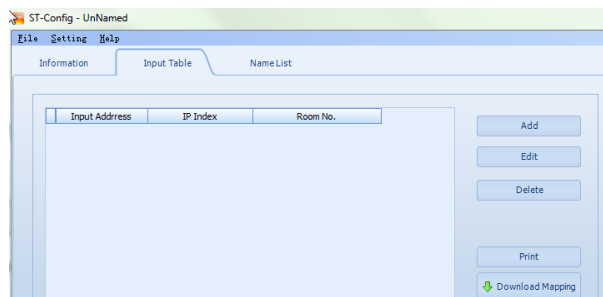 ST-Config - UnNamed
File Setting Help
Information Input Table Name List
Input Addrress IP Index Room No.
Add
Edit
Delete
Print
Download Mapping